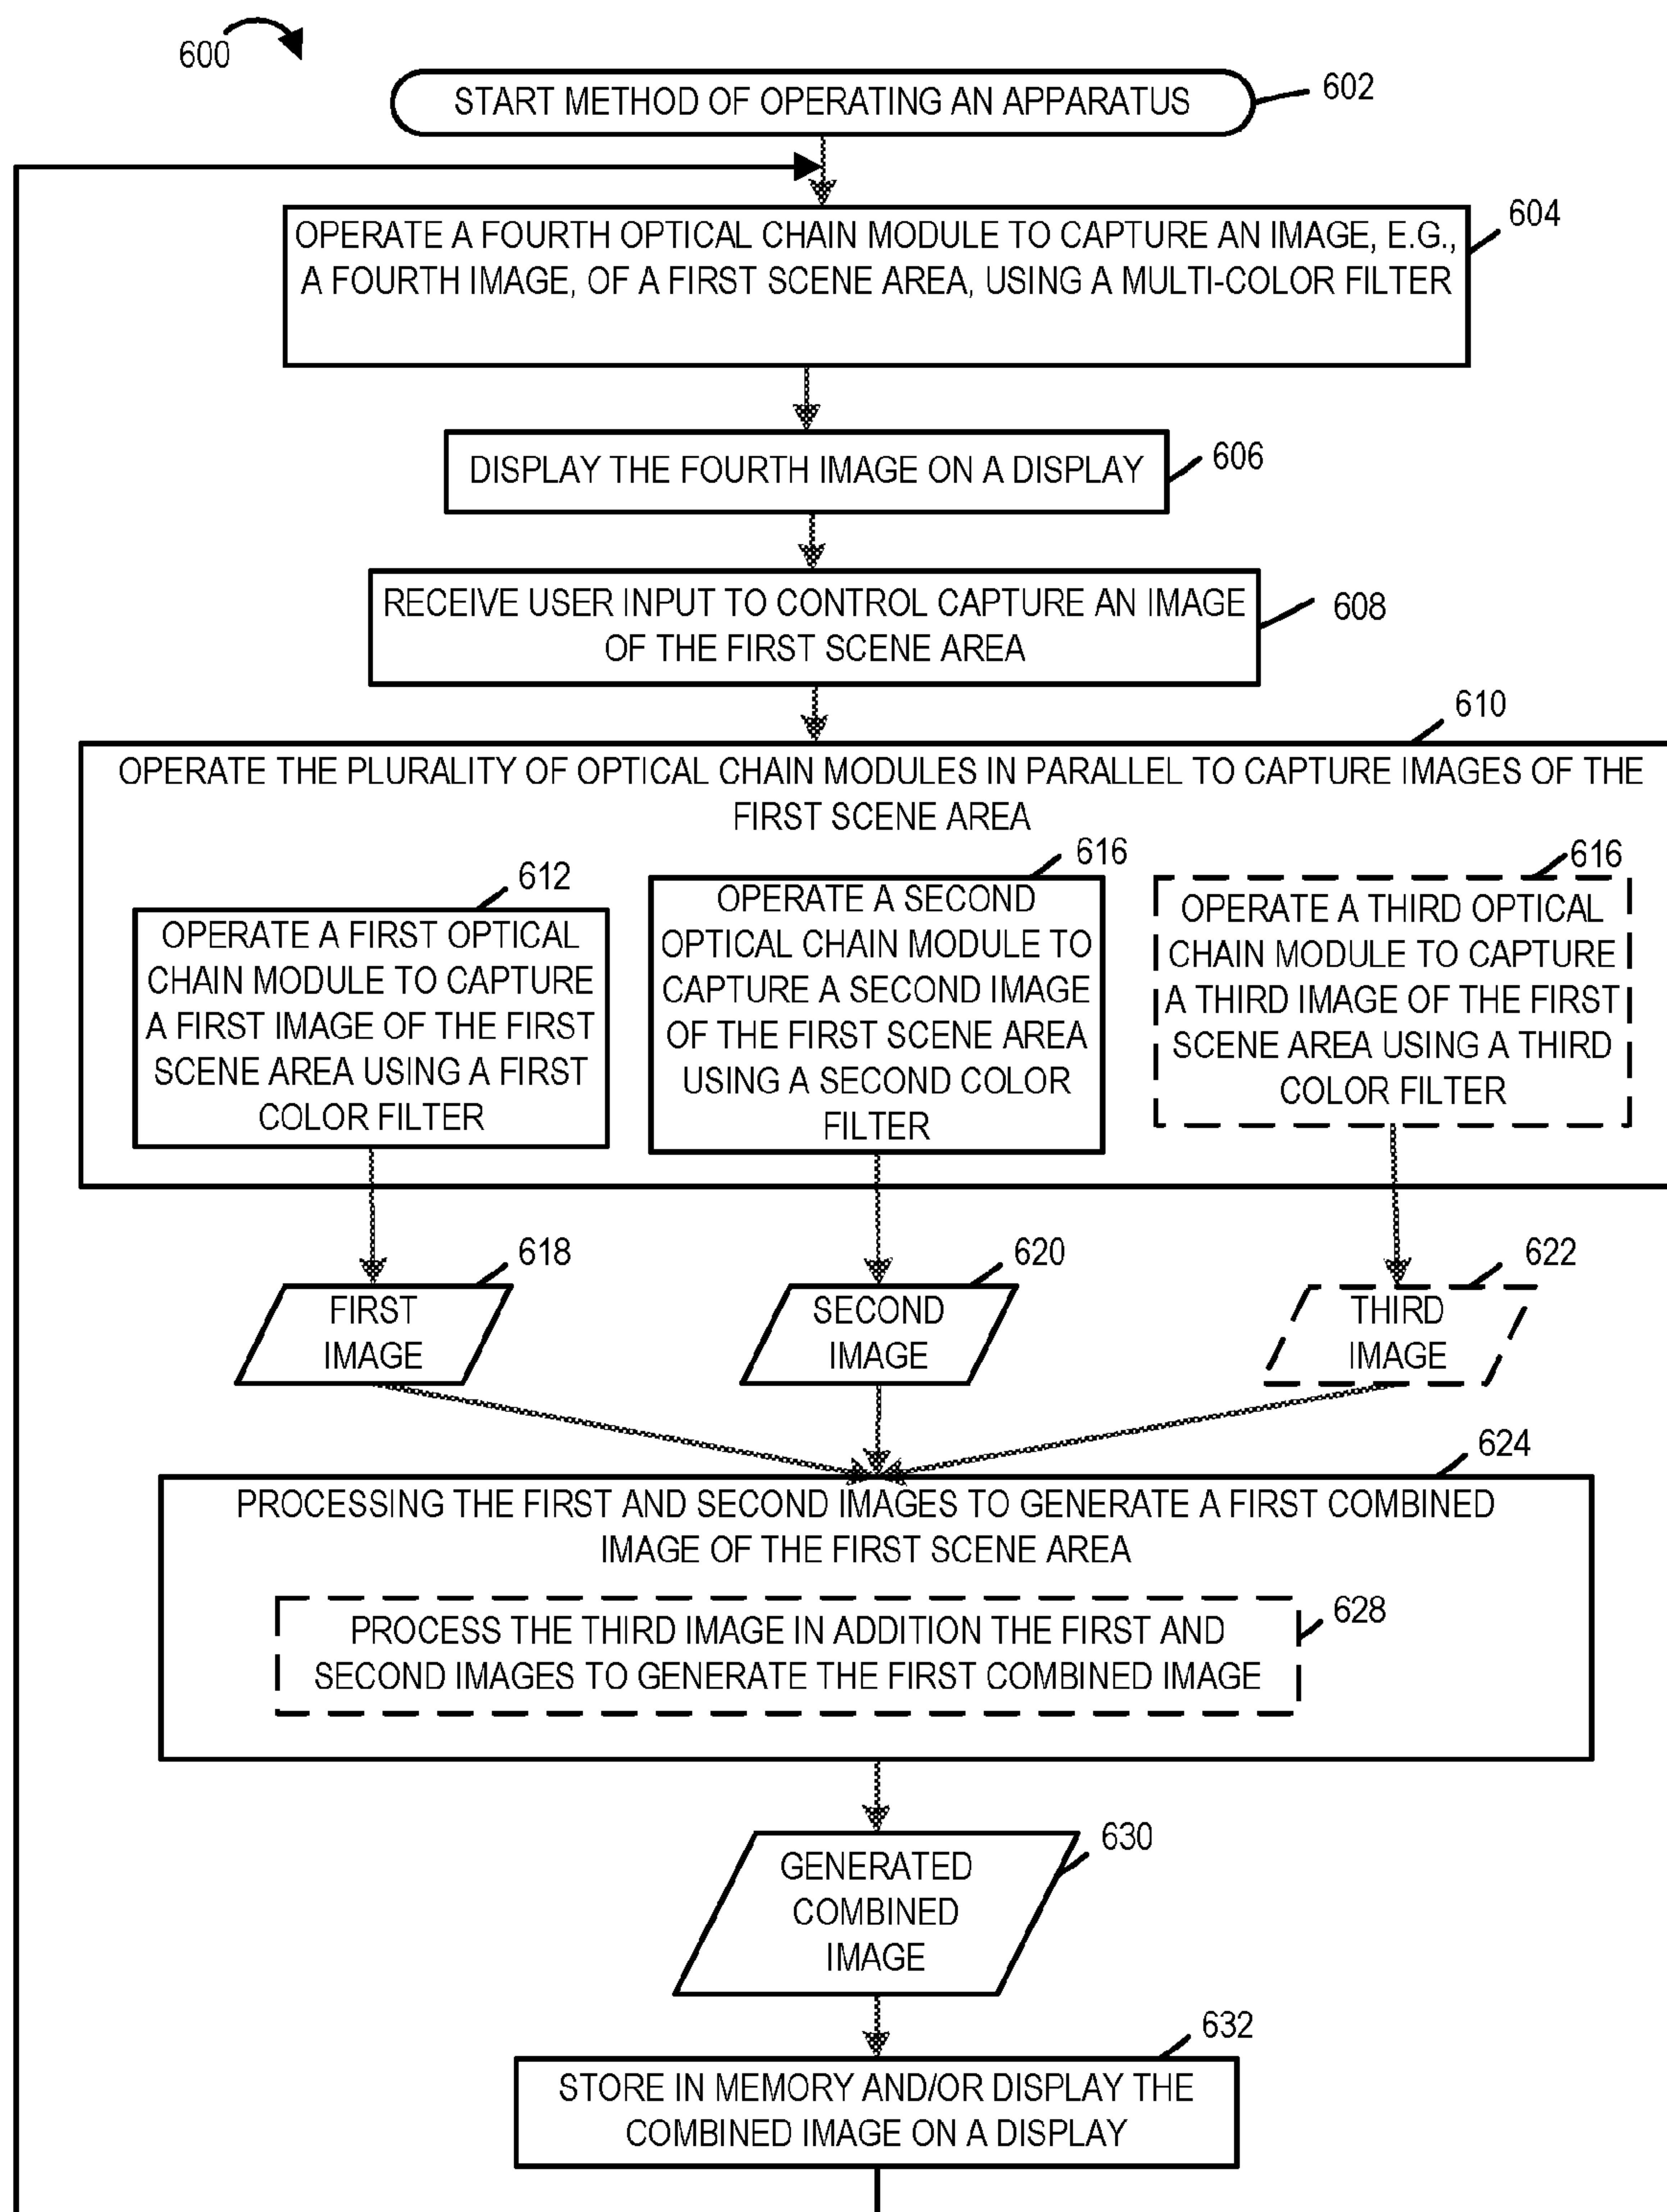 600
START METHOD OF OPERATING AN APPARATUS
602
OPERATE A FOURTH OPTICAL CHAIN MODULE TO CAPTURE AN IMAGE, E.G.,
A FOURTH IMAGE, OF A FIRST SCENE AREA, USING A MULTI-COLOR FILTER
604
DISPLAY THE FOURTH IMAGE ON A DISPLAY
606
RECEIVE USER INPUT TO CONTROL CAPTURE AN IMAGE
OF THE FIRST SCENE AREA
608
610
OPERATE THE PLURALITY OF OPTICAL CHAIN MODULES IN PARALLEL TO CAPTURE IMAGES OF THE
FIRST SCENE AREA
612
OPERATE A FIRST OPTICAL
CHAIN MODULE TO CAPTURE
A FIRST IMAGE OF THE FIRST
SCENE AREA USING A FIRST
COLOR FILTER
616
OPERATE A SECOND
OPTICAL CHAIN MODULE TO
CAPTURE A SECOND IMAGE
OF THE FIRST SCENE AREA
USING A SECOND COLOR
FILTER
616
OPERATE A THIRD OPTICAL
CHAIN MODULE TO CAPTURE
A THIRD IMAGE OF THE FIRST
SCENE AREA USING A THIRD
COLOR FILTER
618
FIRST
IMAGE
620
SECOND
IMAGE
622
THIRD
IMAGE
624
PROCESSING THE FIRST AND SECOND IMAGES TO GENERATE A FIRST COMBINED
IMAGE OF THE FIRST SCENE AREA
628
PROCESS THE THIRD IMAGE IN ADDITION THE FIRST AND
SECOND IMAGES TO GENERATE THE FIRST COMBINED IMAGE
630
GENERATED
COMBINED
IMAGE
632
STORE IN MEMORY AND/OR DISPLAY THE
COMBINED IMAGE ON A DISPLAY